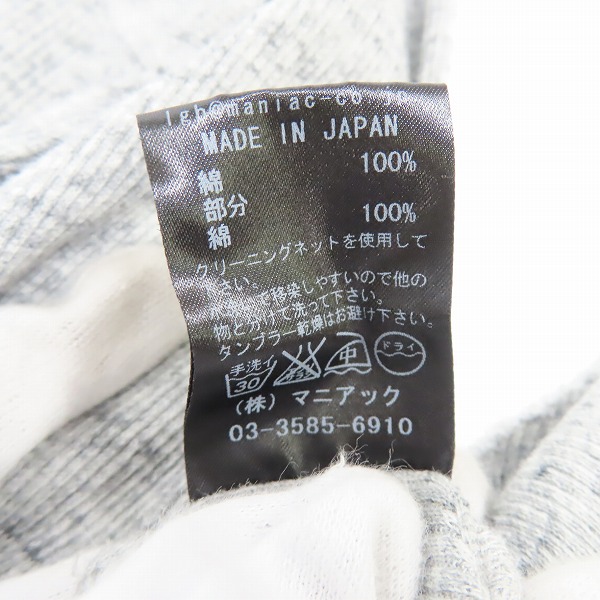 lgb@maniac-co.j
MADE IN JAPAN
綿 100%
部分
綿 100%
クリーニングネットを使用して
さい。
で移染しやすいので他の
物と分けて洗って下さい。
タンブラー乾燥はお避け下さい。
手洗イ 30 中 ドライ
(株) マニアック
03-3585-6910